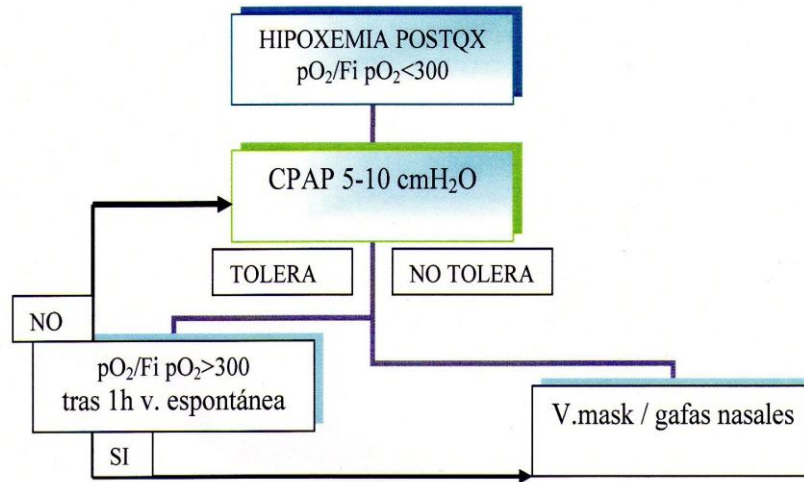 HIPOXEMIA POSTQX
pO₂/Fi pO₂<300
CPAP 5-10 cmH₂O
TOLERA
NO TOLERA
NO
pO₂/Fi pO₂>300
tras 1h v. espontánea
V.mask / gafas nasales
SI